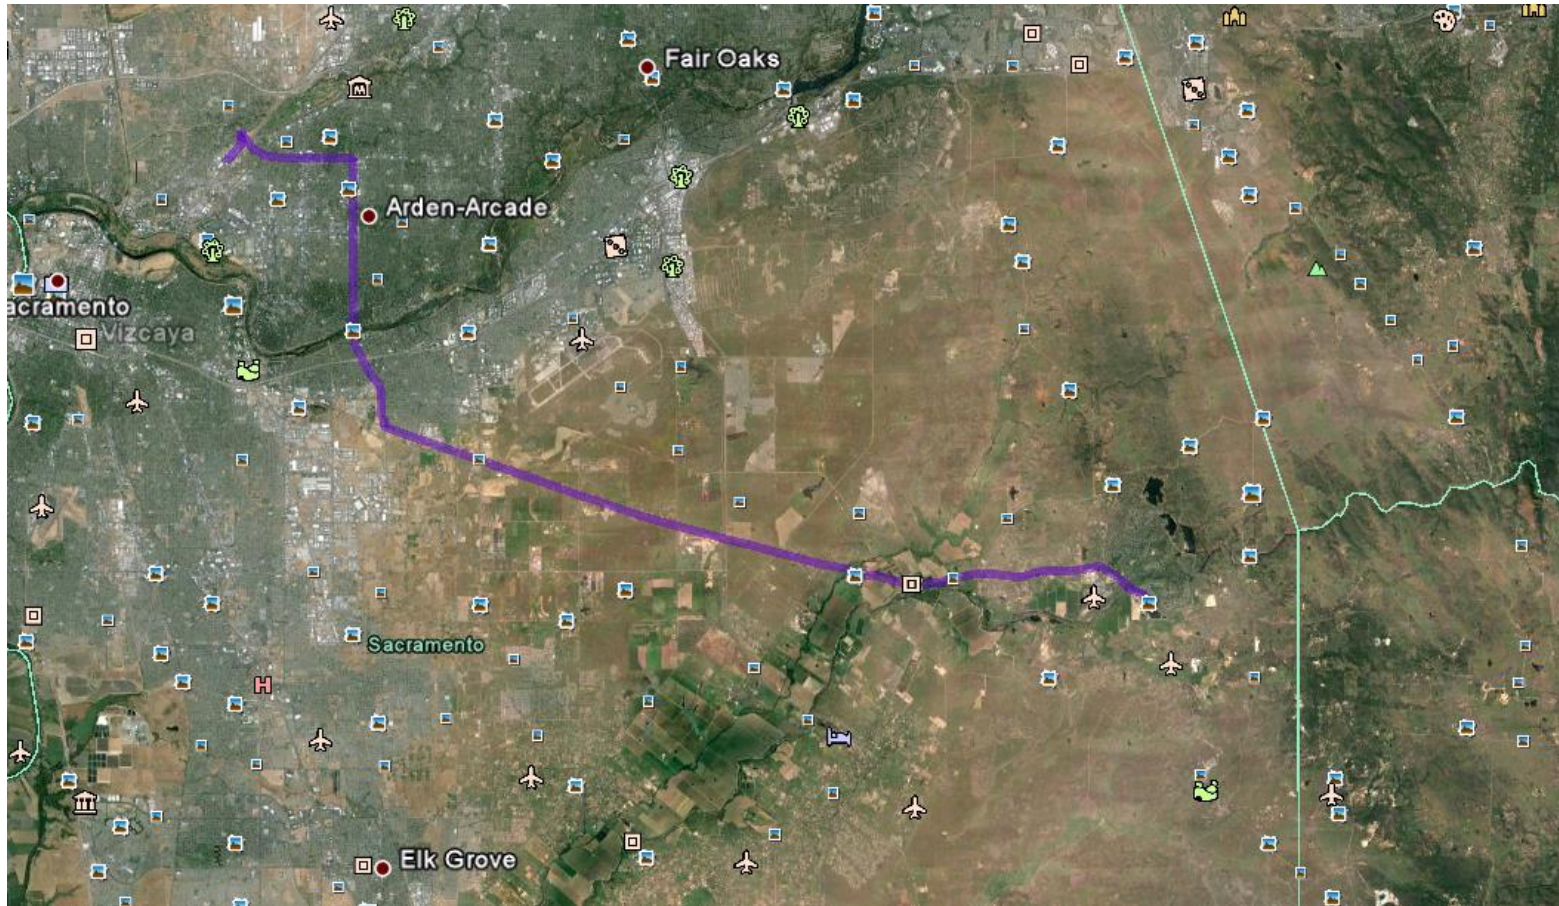 Fair Oaks
Arden-Arcade
acramento
Vizcaya
Sacramento
H
Elk Grove